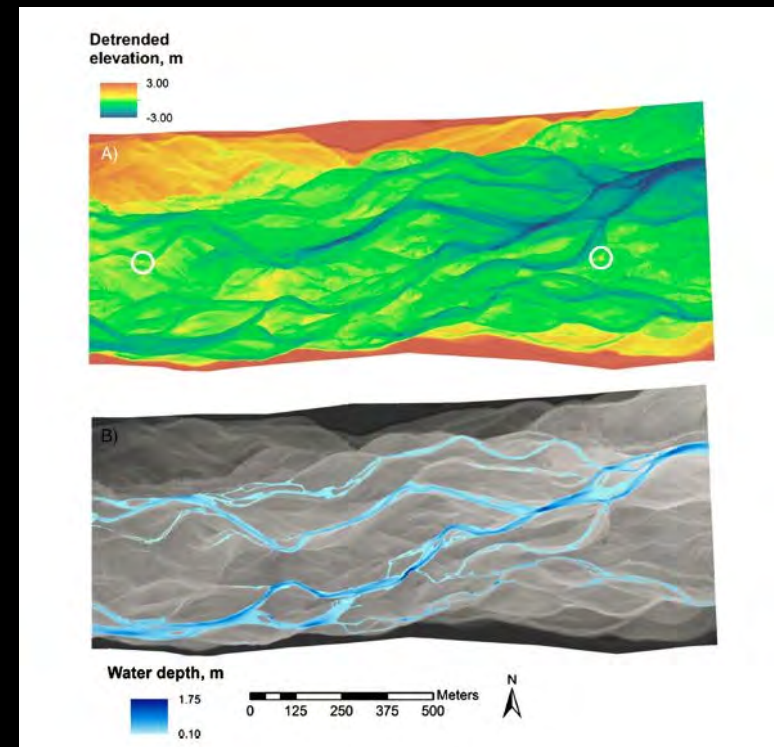 Detrended
elevation, m
3.00
-3.00
A)
B)
Water depth, m
1.75
0.10
Meters
0 125 250 375 500
N